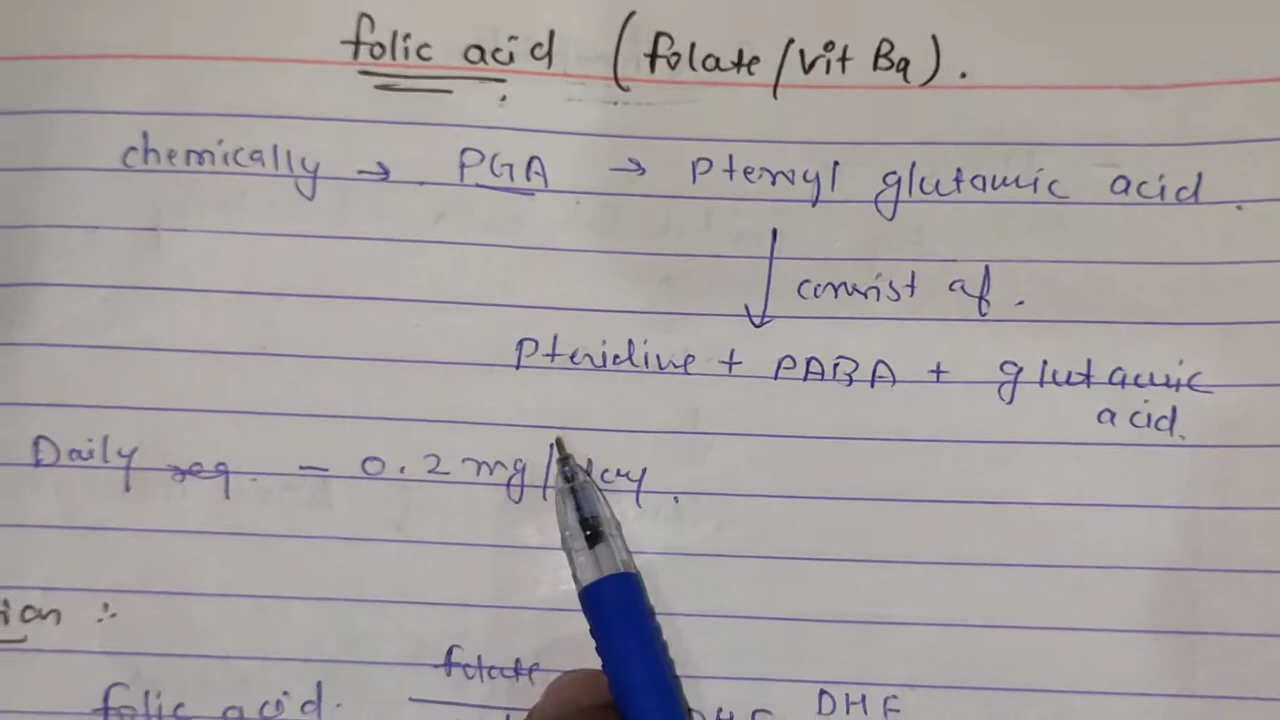 folic acid (folate/vit B9).
chemically → PGA → Pteroyl glutamic acid.
consist of.
Pteridine + PABA + glutamic
acid.
Daily req. - 0.2 mg/day.
folate
folic acid. DHF